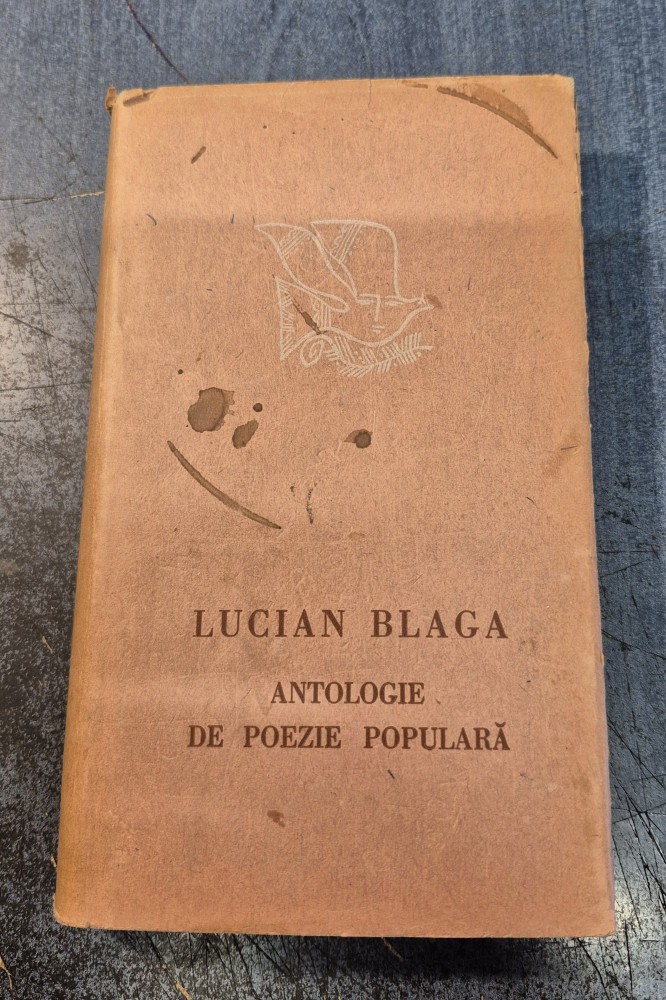 LUCIAN BLAGA
ANTOLOGIE
DE POEZIE POPULARĂ